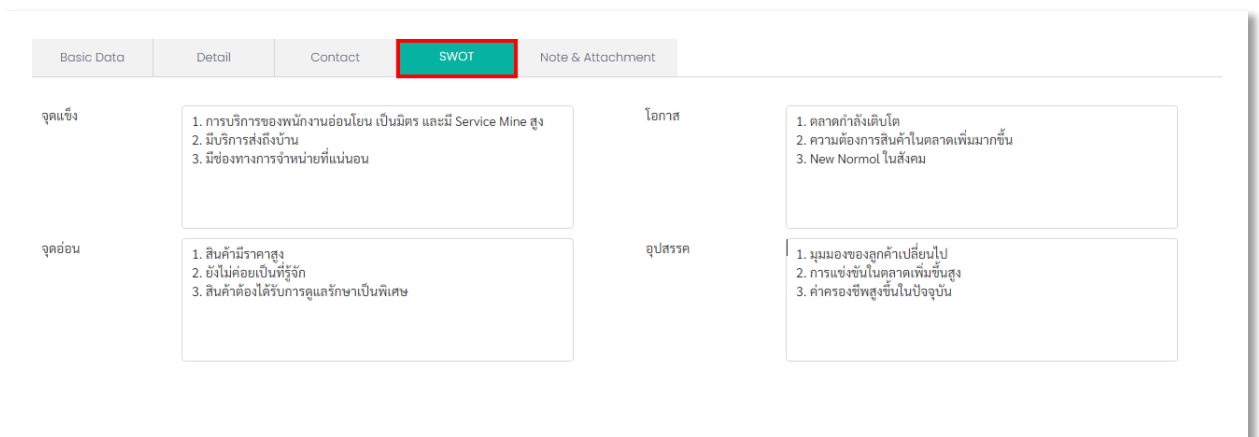 Basic Data
Detail
Contact
SWOT
Note & Attachment
จุดแข็ง
1. การบริการของพนักงานอ่อนโยน เป็นมิตร และมี Service Mine สูง
2. มีบริการส่งถึงบ้าน
3. มีช่องทางการจำหน่ายที่แน่นอน
โอกาส
1. ตลาดกำลังเติบโต
2. ความต้องการสินค้าในตลาดเพิ่มมากขึ้น
3. New Normol ในสังคม
จุดอ่อน
1. สินค้ามีราคาสูง
2. ยังไม่ค่อยเป็นที่รู้จัก
3. สินค้าต้องได้รับการดูแลรักษาเป็นพิเศษ
อุปสรรค
1. มุมมองของลูกค้าเปลี่ยนไป
2. การแข่งขันในตลาดเพิ่มขึ้นสูง
3. ค่าครองชีพสูงขึ้นในปัจจุบัน